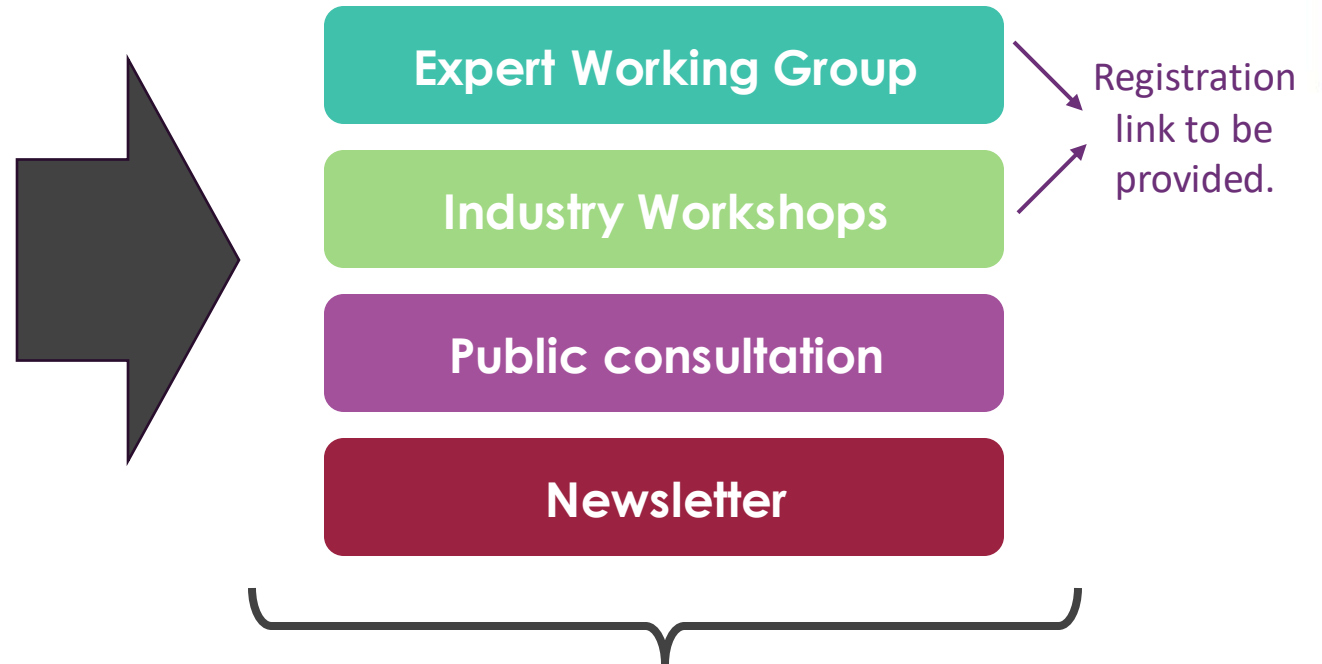 Expert Working Group
Registration
link to be
provided.
Industry Workshops
Public consultation
Newsletter